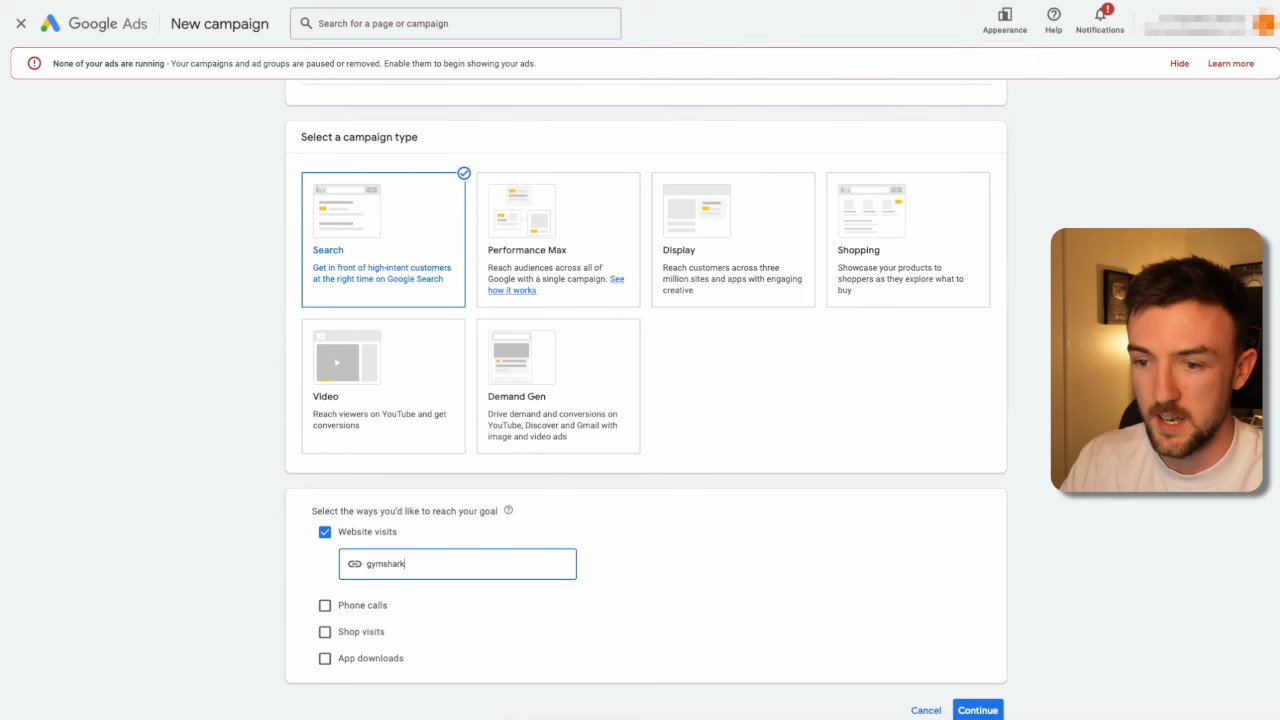 Google Ads
New campaign
Search for a page or campaign
Appearance
Help
Notifications
None of your ads are running - Your campaigns and ad groups are paused or removed. Enable them to begin showing your ads.
Hide
Learn more
Select a campaign type
Search
Get in front of high-intent customers
at the right time on Google Search
Performance Max
Reach audiences across all of
Google with a single campaign. See
how it works
Display
Reach customers across three
million sites and apps with engaging
creative
Shopping
Showcase your products to
shoppers as they explore what to
buy
Video
Reach viewers on YouTube and get
conversions
Demand Gen
Drive demand and conversions on
YouTube, Discover and Gmail with
image and video ads
Select the ways you'd like to reach your goal
Website visits
gymshark
Phone calls
Shop visits
App downloads
Cancel
Continue